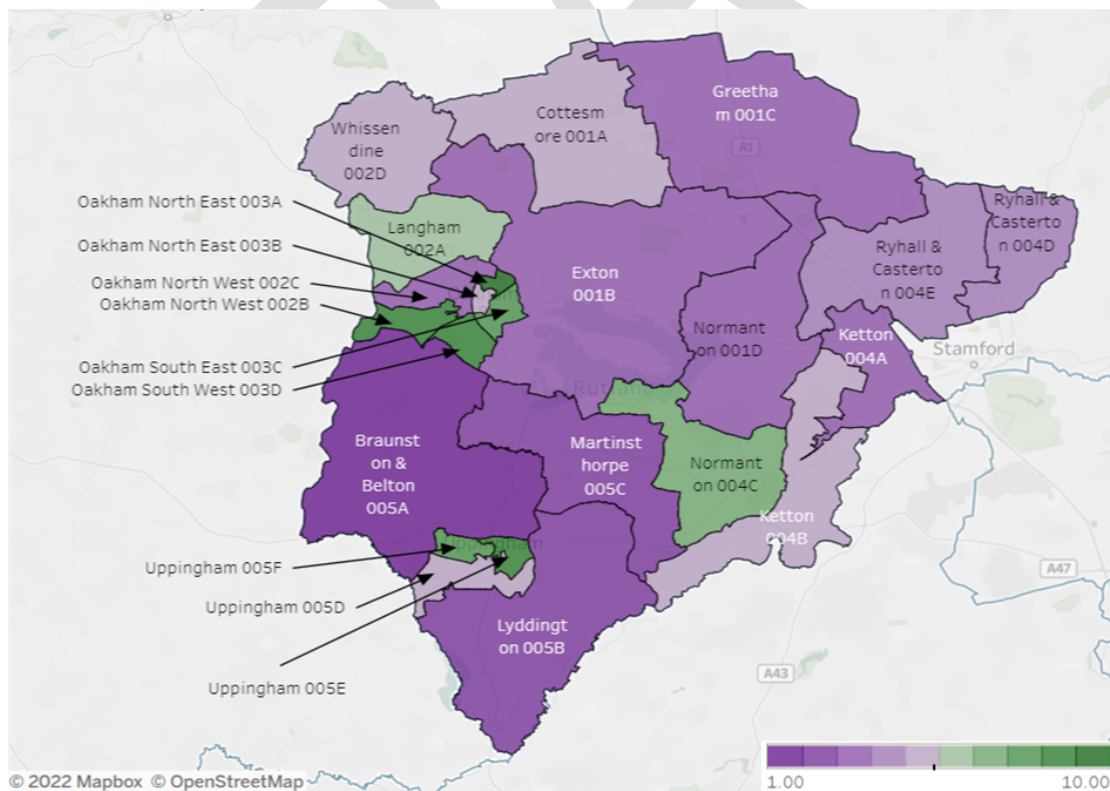 Greetha
m 001C
Cottesm
ore 001A
A1
Whissen
dine
002D
Oakham North East 003A
Ryhall &
Casterto
n 004D
Langham
002A
Oakham North East 003B
Ryhall &
Casterto
n 004E
Exton
001B
Oakham North West 002C
Oakham North West 002B
Normant
on 001D
Ketton
004A
Stamford
Oakham South East 003C
Oakham South West 003D
Rutland
Braunst
on &
Belton
005A
Martinst
horpe
005C
Normant
on 004C
Ketton
004B
Uppingham
Uppingham 005F
A47
Uppingham 005D
Lyddingt
on 005B
A43
Uppingham 005E
© 2022 Mapbox © OpenStreetMap
1.00
10.00